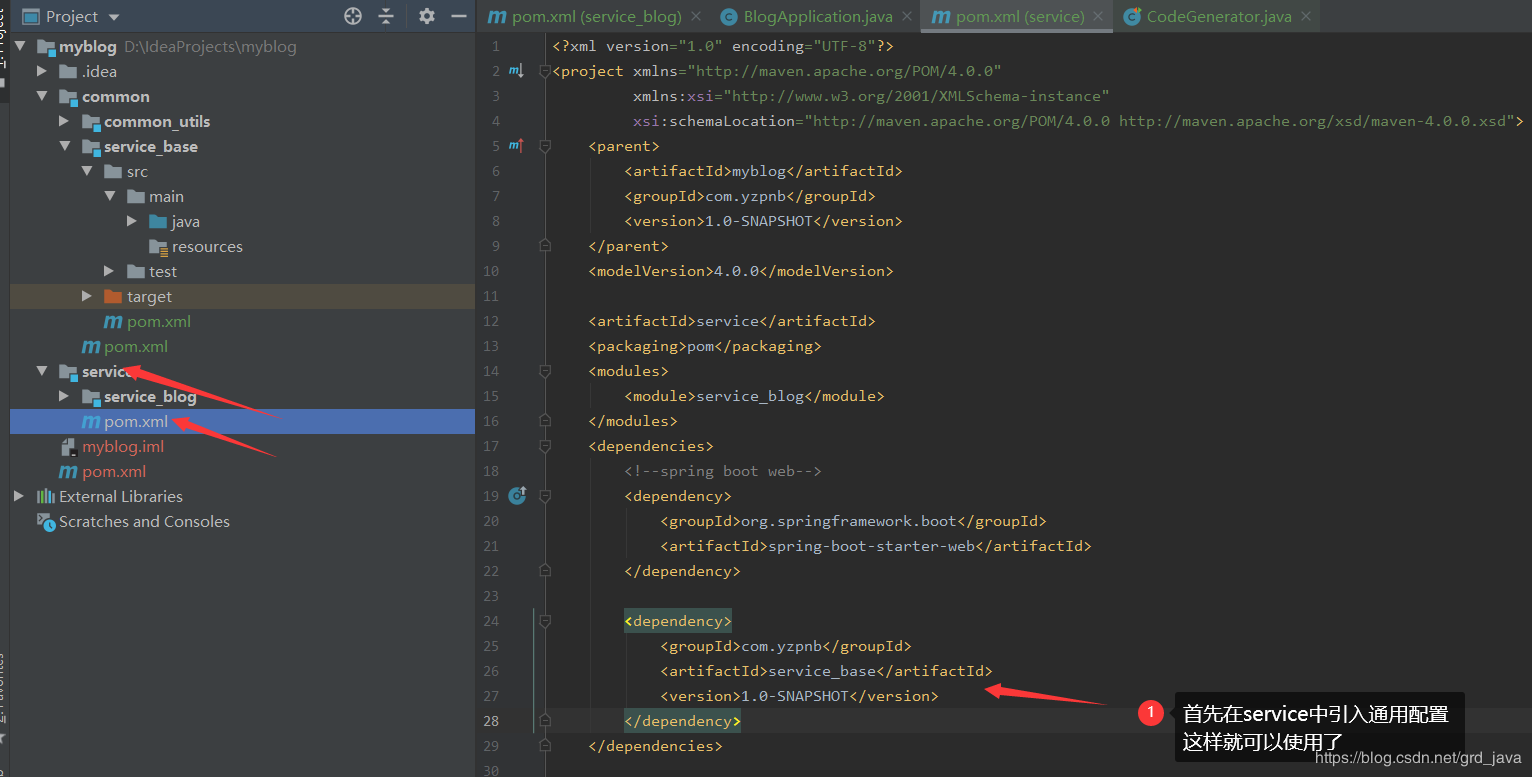 Project
myblog D:\IdeaProjects\myblog
.idea
common
common_utils
service_base
src
main
java
resources
test
target
pom.xml
pom.xml
service
service_blog
pom.xml
myblog.iml
pom.xml
External Libraries
Scratches and Consoles
pom.xml (service_blog) BlogApplication.java pom.xml (service) CodeGenerator.java
1 <?xml version="1.0" encoding="UTF-8"?>
2 <project xmlns="http://maven.apache.org/POM/4.0.0"
3 xmlns:xsi="http://www.w3.org/2001/XMLSchema-instance"
4 xsi:schemaLocation="http://maven.apache.org/POM/4.0.0 http://maven.apache.org/xsd/maven-4.0.0.xsd">
5 <parent>
6 <artifactId>myblog</artifactId>
7 <groupId>com.yzpnb</groupId>
8 <version>1.0-SNAPSHOT</version>
9 </parent>
10 <modelVersion>4.0.0</modelVersion>
11
12 <artifactId>service</artifactId>
13 <packaging>pom</packaging>
14 <modules>
15 <module>service_blog</module>
16 </modules>
17 <dependencies>
18 <!--spring boot web-->
19 <dependency>
20 <groupId>org.springframework.boot</groupId>
21 <artifactId>spring-boot-starter-web</artifactId>
22 </dependency>
23
24 <dependency>
25 <groupId>com.yzpnb</groupId>
26 <artifactId>service_base</artifactId>
27 <version>1.0-SNAPSHOT</version>
28 </dependency>
29 </dependencies>
30
1 首先在service中引入通用配置
这样就可以使用了
https://blog.csdn.net/grd_java